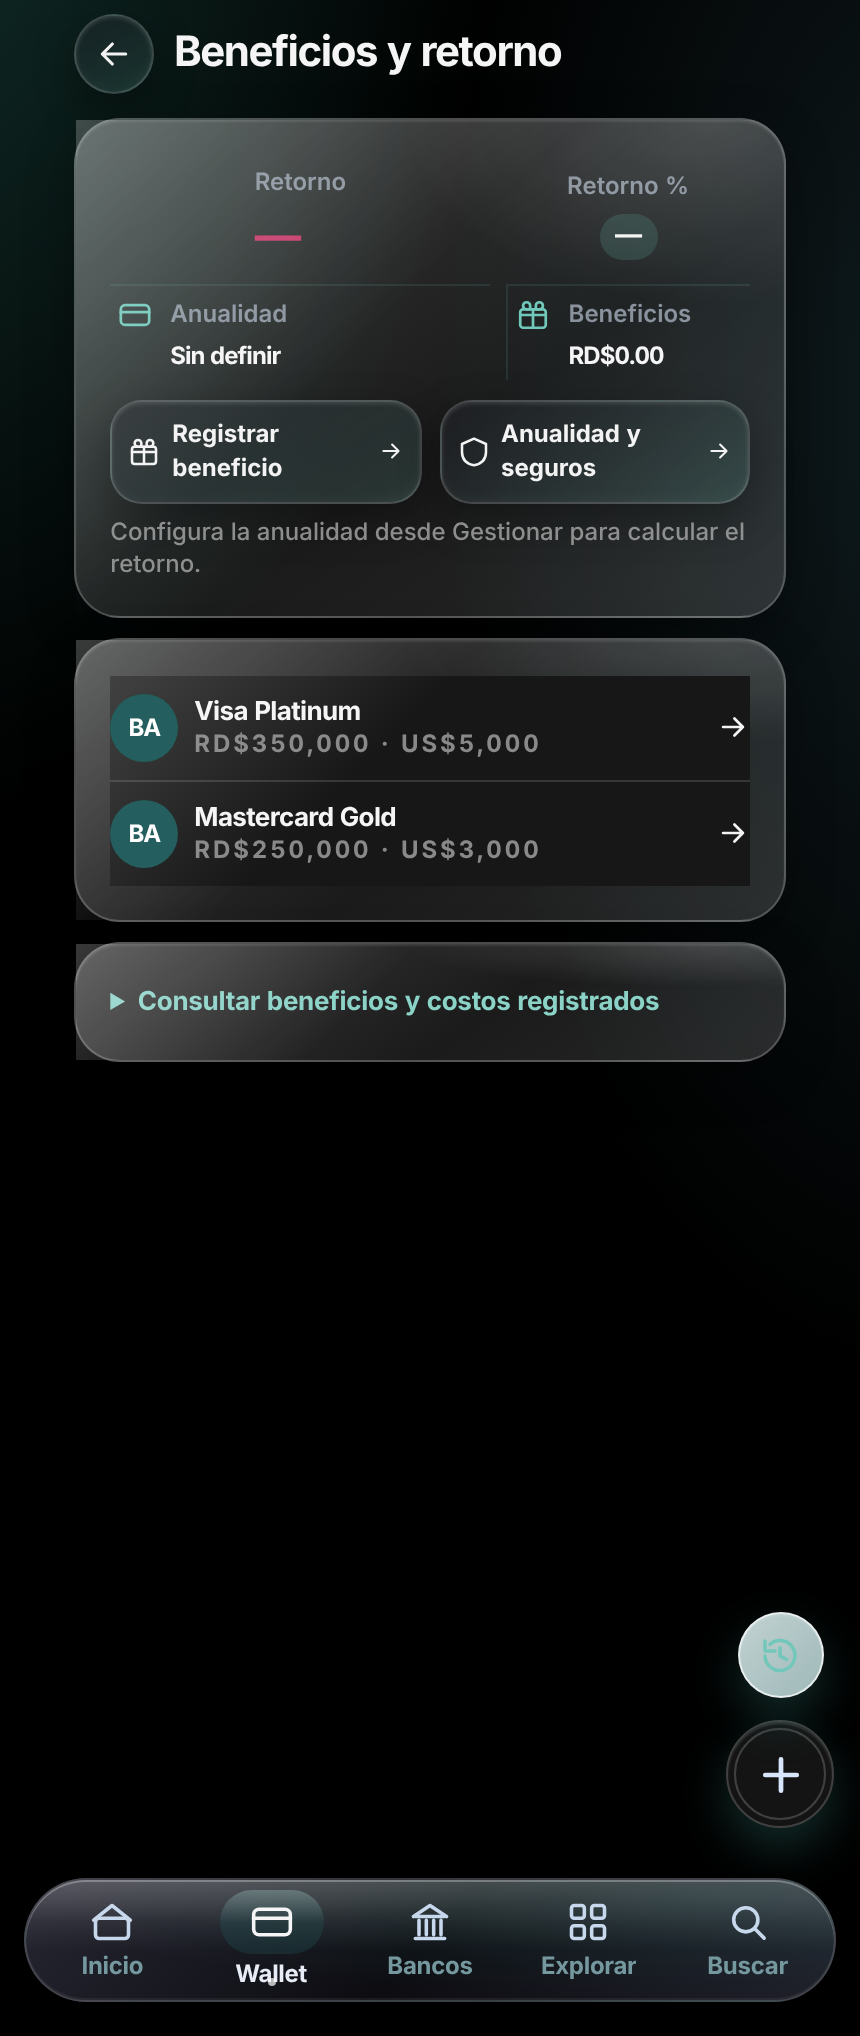 Beneficios y retorno
Retorno
Retorno %
—
—
Anualidad
Sin definir
Beneficios
RD$0.00
Registrar
beneficio
Anualidad y
seguros
Configura la anualidad desde Gestionar para calcular el
retorno.
BA
Visa Platinum
RD$350,000 · US$5,000
BA
Mastercard Gold
RD$250,000 · US$3,000
Consultar beneficios y costos registrados
Inicio
Wallet
Bancos
Explorar
Buscar